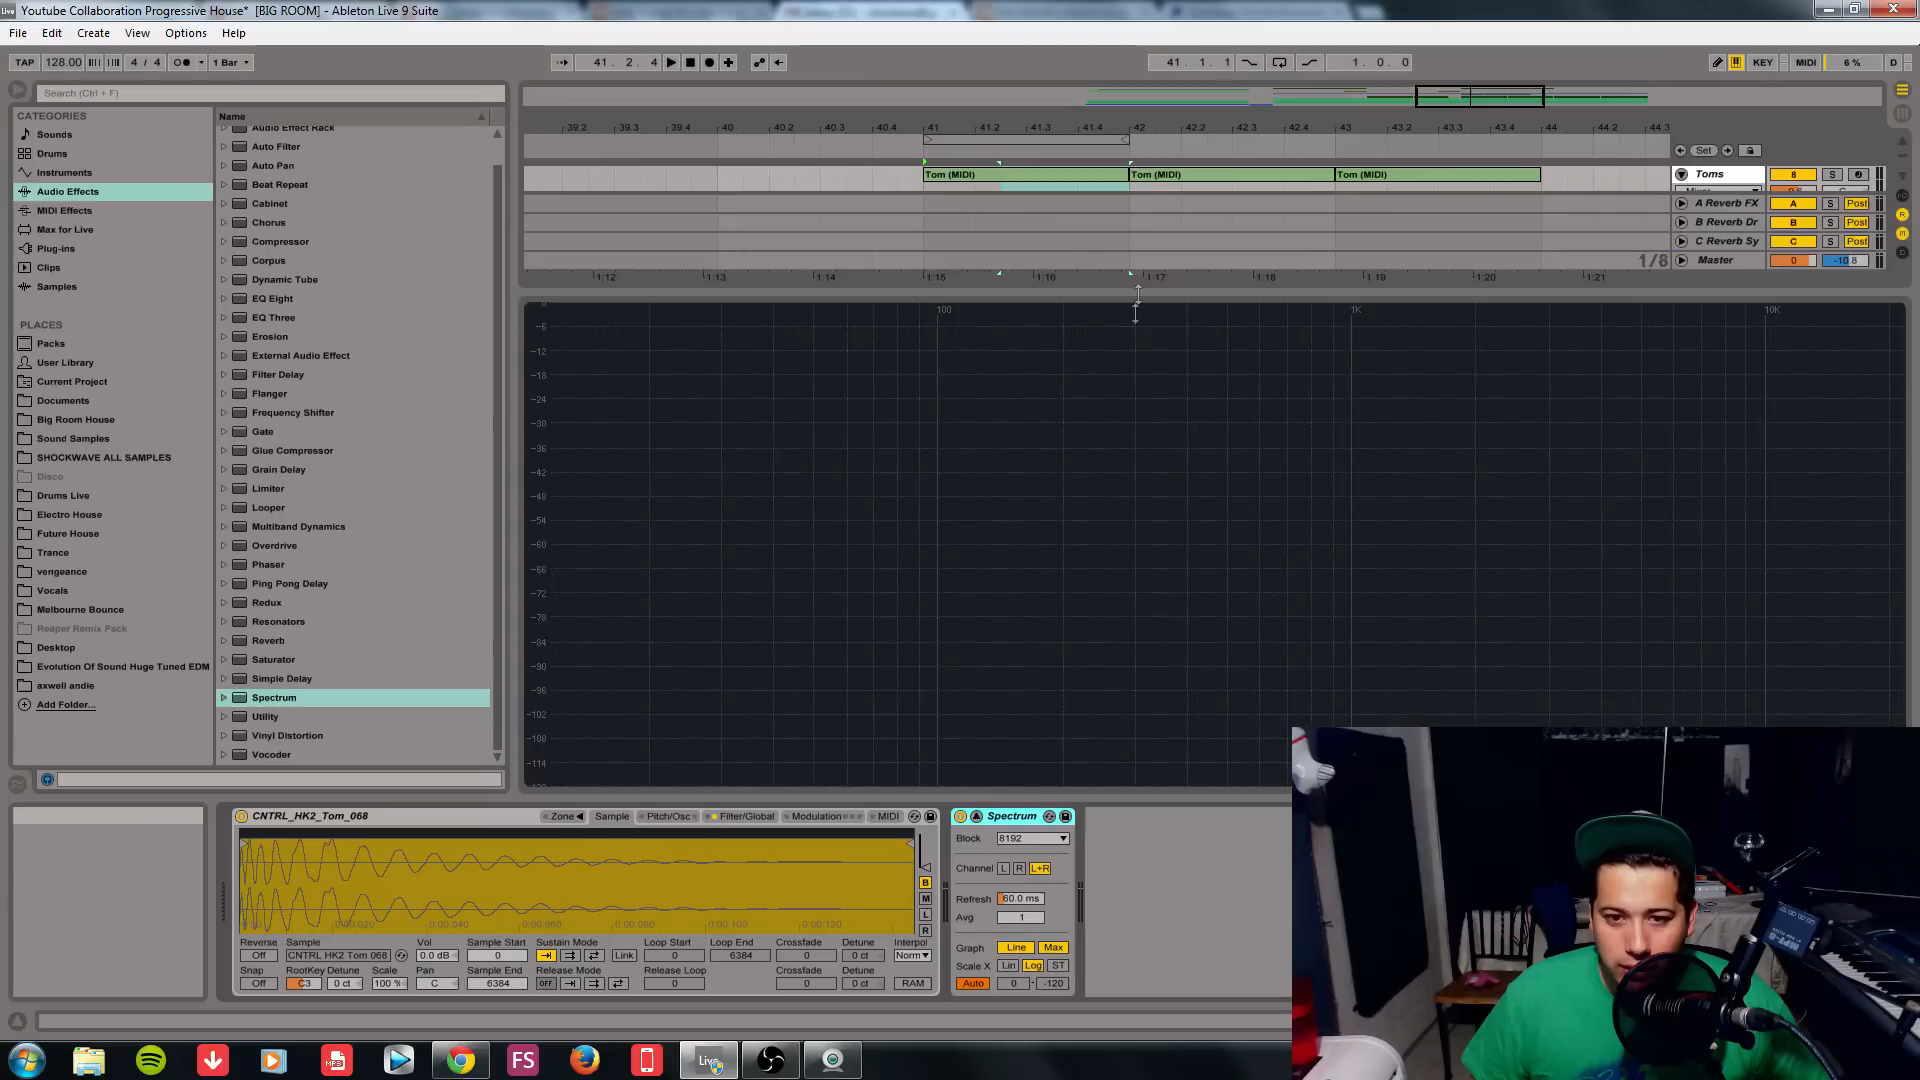 Youtube Collaboration Progressive House* [BIG ROOM] - Ableton Live 9 Suite
File Edit Create View Options Help
TAP 128.00 4 / 4 1 Bar 41. 2. 4 41. 1. 1 1. 0. 0 KEY MIDI 6 % D
Search (Ctrl + F)
CATEGORIES
Sounds
Drums
Instruments
Audio Effects
MIDI Effects
Max for Live
Plug-ins
Clips
Samples
PLACES
Packs
User Library
Current Project
Documents
Big Room House
Sound Samples
SHOCKWAVE ALL SAMPLES
Disco
Drums Live
Electro House
Future House
Trance
vengeance
Vocals
Melbourne Bounce
Reaper Remix Pack
Desktop
Evolution Of Sound Huge Tuned EDM
axwell andie
Add Folder...
Name
Audio Effect Rack
Auto Filter
Auto Pan
Beat Repeat
Cabinet
Chorus
Compressor
Corpus
Dynamic Tube
EQ Eight
EQ Three
Erosion
External Audio Effect
Filter Delay
Flanger
Frequency Shifter
Gate
Glue Compressor
Grain Delay
Limiter
Looper
Multiband Dynamics
Overdrive
Phaser
Ping Pong Delay
Redux
Resonators
Reverb
Saturator
Simple Delay
Spectrum
Utility
Vinyl Distortion
Vocoder
39.2 39.3 39.4 40 40.2 40.3 40.4 41 41.2 41.3 41.4 42 42.2 42.3 42.4 43 43.2 43.3 43.4 44 44.2 44.3
Set
Tom (MIDI) Tom (MIDI) Tom (MIDI) Toms 8 S
A Reverb FX A S Post
B Reverb Dr B S Post
C Reverb Sy C S Post
1/8 Master 0 -10.8
1:12 1:13 1:14 1:15 1:16 1:17 1:18 1:19 1:20 1:21
100 1K 10K
-6
-12
-18
-24
-30
-36
-42
-48
-54
-60
-66
-72
-78
-84
-90
-96
-102
-108
-114
CNTRL_HK2_Tom_068 Zone Sample Pitch/Osc Filter/Global Modulation MIDI
B
M
L
R
0:00:020 0:00:040 0:00:060 0:00:080 0:00:100 0:00:120
Reverse Sample Vol Sample Start Sustain Mode Loop Start Loop End Crossfade Detune Interpol
Off CNTRL HK2 Tom 068 0.0 dB 0 Link 0 6384 0 0 ct Norm
Snap RootKey Detune Scale Pan Sample End Release Mode Release Loop Crossfade Detune
Off C3 0 ct 100 % C 6384 OFF 0 0 0 ct RAM
Spectrum
Block 8192
Channel L R L+R
Refresh 60.0 ms
Avg 1
Graph Line Max
Scale X Lin Log ST
Auto 0 -120
MP3
FS
Live